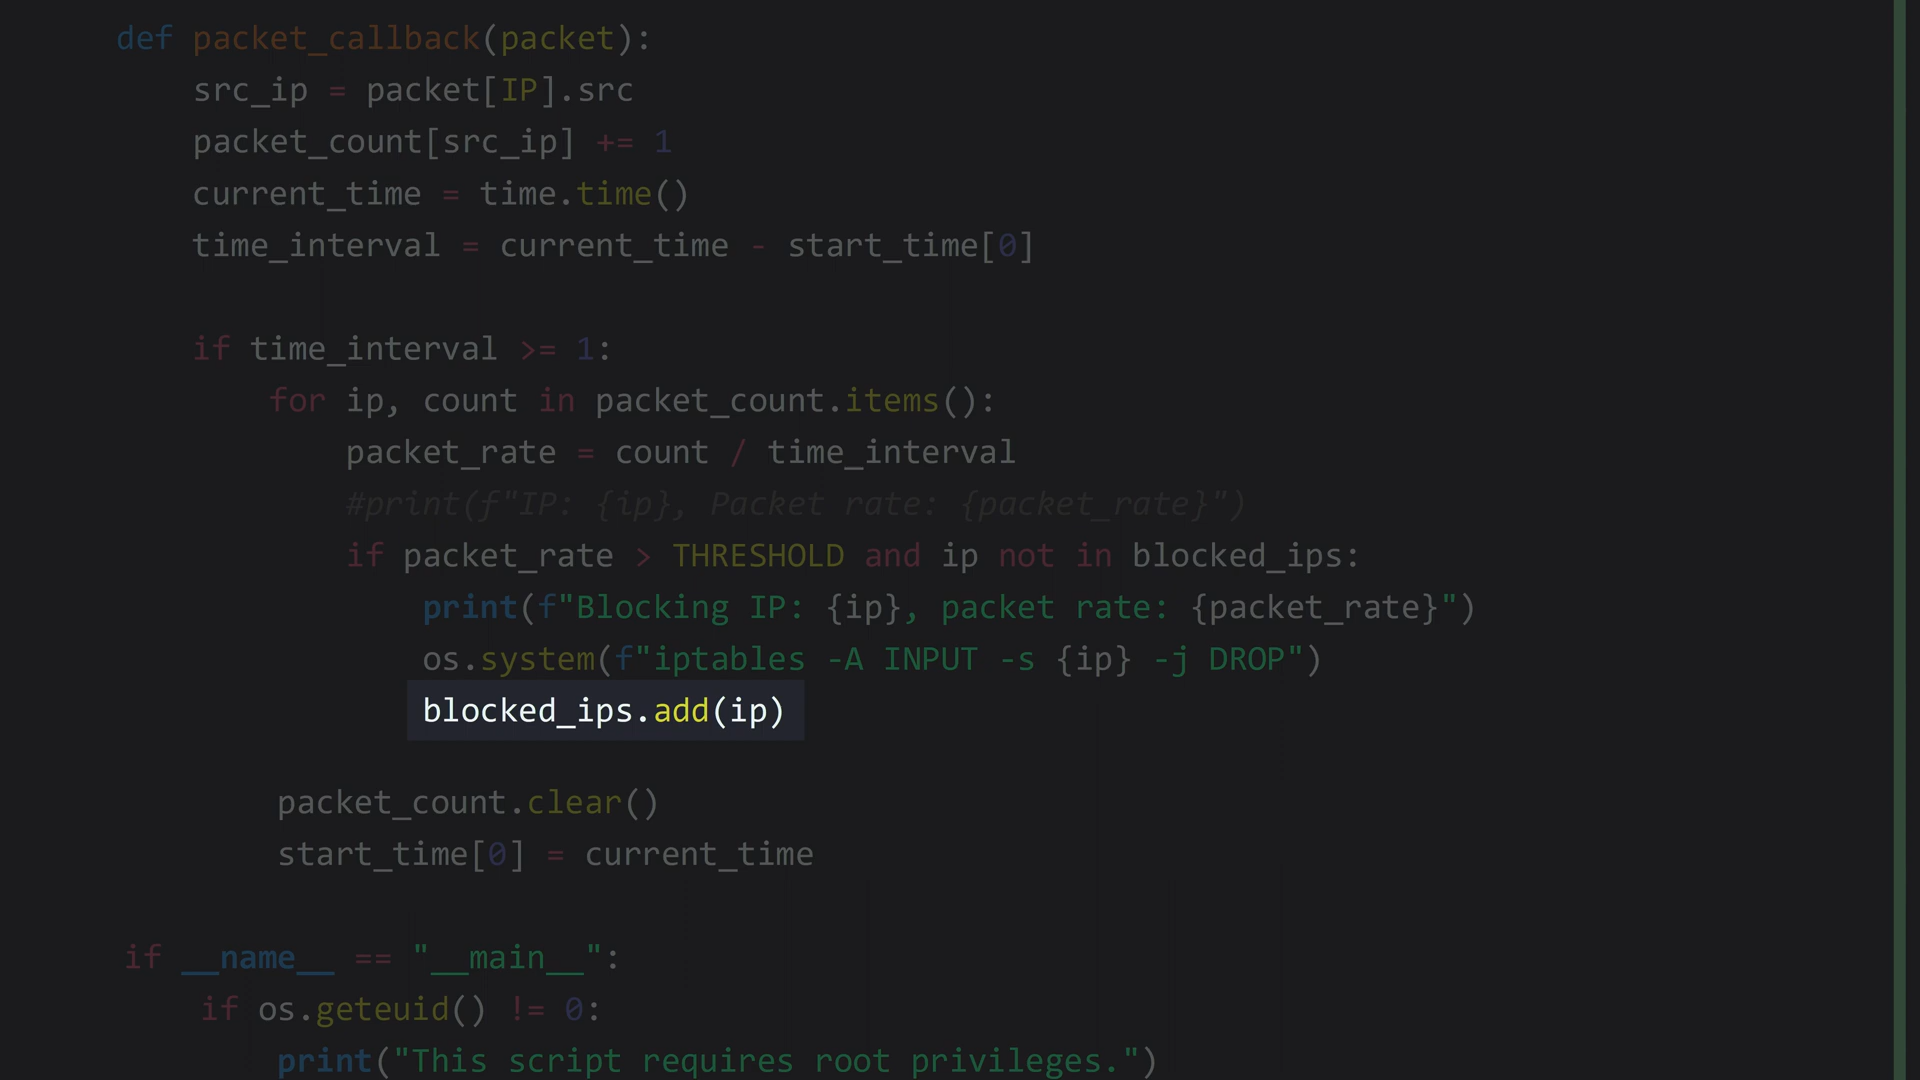 def packet_callback(packet):
    src_ip = packet[IP].src
    packet_count[src_ip] += 1
    current_time = time.time()
    time_interval = current_time - start_time[0]

    if time_interval >= 1:
        for ip, count in packet_count.items():
            packet_rate = count / time_interval
            #print(f"IP: {ip}, Packet rate: {packet_rate}")
            if packet_rate > THRESHOLD and ip not in blocked_ips:
                print(f"Blocking IP: {ip}, packet rate: {packet_rate}")
                os.system(f"iptables -A INPUT -s {ip} -j DROP")
                blocked_ips.add(ip)

        packet_count.clear()
        start_time[0] = current_time

if __name__ == "__main__":
    if os.geteuid() != 0:
        print("This script requires root privileges.")